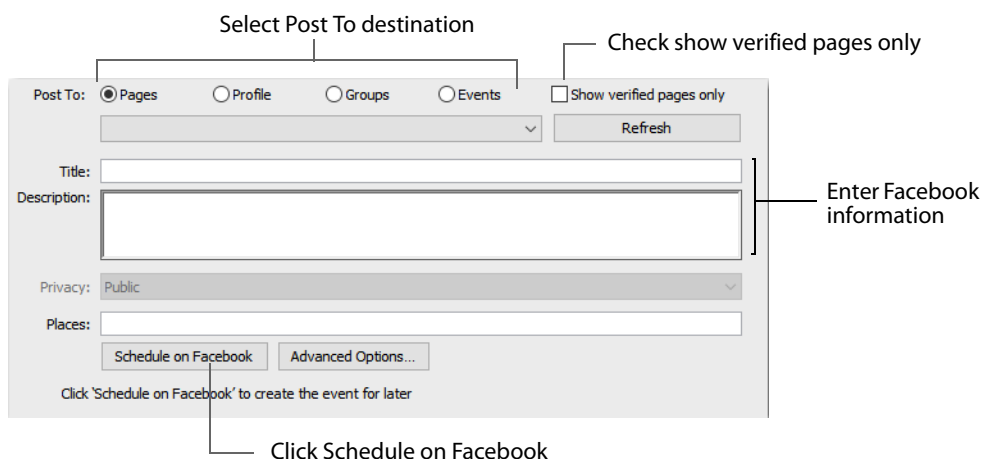 Select Post To destination
Check show verified pages only
Post To: Pages Profile Groups Events Show verified pages only
Refresh
Title:
Description:
Enter Facebook
information
Privacy: Public
Places:
Schedule on Facebook Advanced Options...
Click 'Schedule on Facebook' to create the event for later
Click Schedule on Facebook